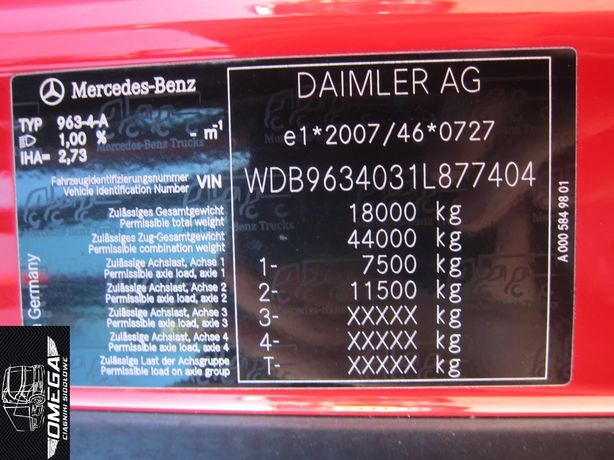 Mercedes-Benz
DAIMLER AG
TYP 963-4-A
1,00 % - m-1
IHA= 2,73
e1*2007/46*0727
Fahrzeugidentifizierungsnummer
Vehicle Identification Number VIN WDB9634031L877404
Zulässiges Gesamtgewicht
Permissible total weight 18000 kg
Zulässiges Zug-Gesamtgewicht
Permissible combination weight 44000 kg
Zulässige Achslast, Achse 1
Permissible axle load, axle 1 1- 7500 kg
Zulässige Achslast, Achse 2
Permissible axle load, axle 2 2- 11500 kg
Zulässige Achslast, Achse 3
Permissible axle load, axle 3 3- XXXXX kg
Zulässige Achslast, Achse 4
Permissible axle load, axle 4 4- XXXXX kg
Zulässige Last der Achsgruppe
Permissible load on axle group T- XXXXX kg
A 000 584 98 01
Germany
Mercedes-Benz Trucks
OMEGA
CIĄGNIKI SIODŁOWE